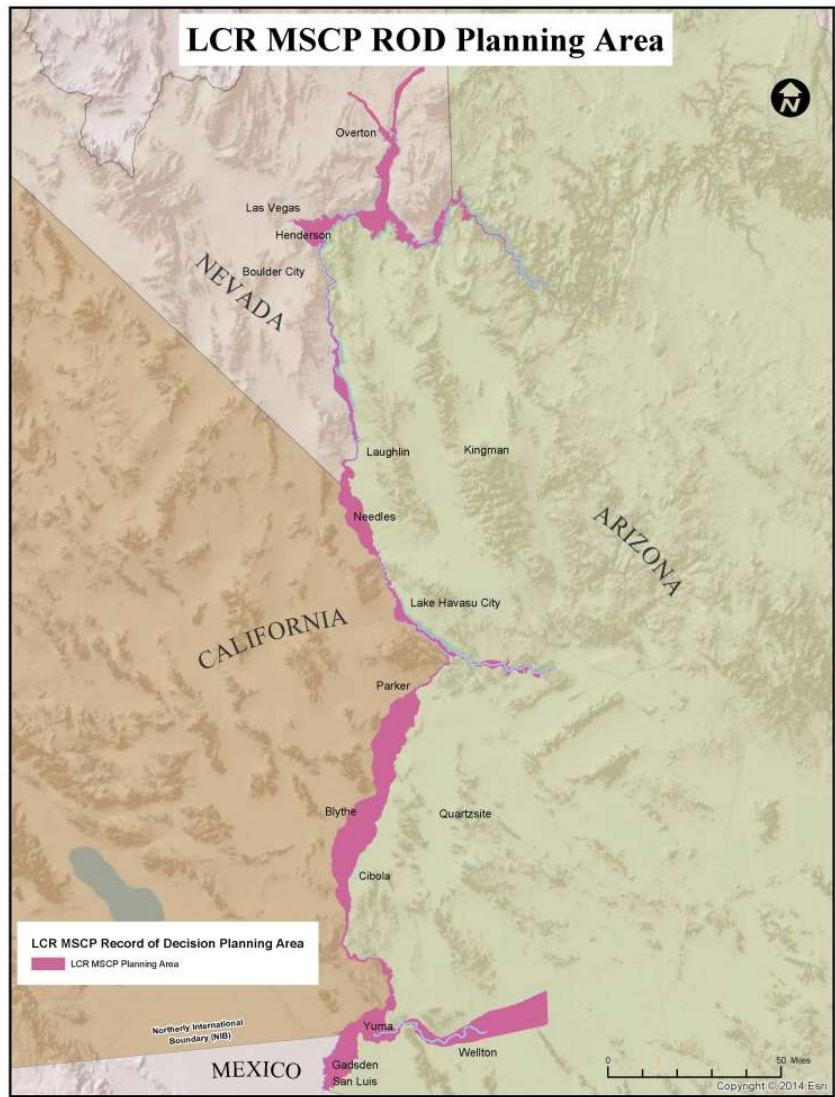 LCR MSCP ROD Planning Area
N
Overton
Las Vegas
Henderson
Boulder City
NEVADA
Laughlin
Kingman
Needles
ARIZONA
Lake Havasu City
CALIFORNIA
Parker
Blythe
Quartzsite
Cibola
LCR MSCP Record of Decision Planning Area
LCR MSCP Planning Area
Northerly International
Boundary (NIB)
Yuma
Wellton
MEXICO
Gadsden
San Luis
0
50 Miles
Copyright © 2014 Esri